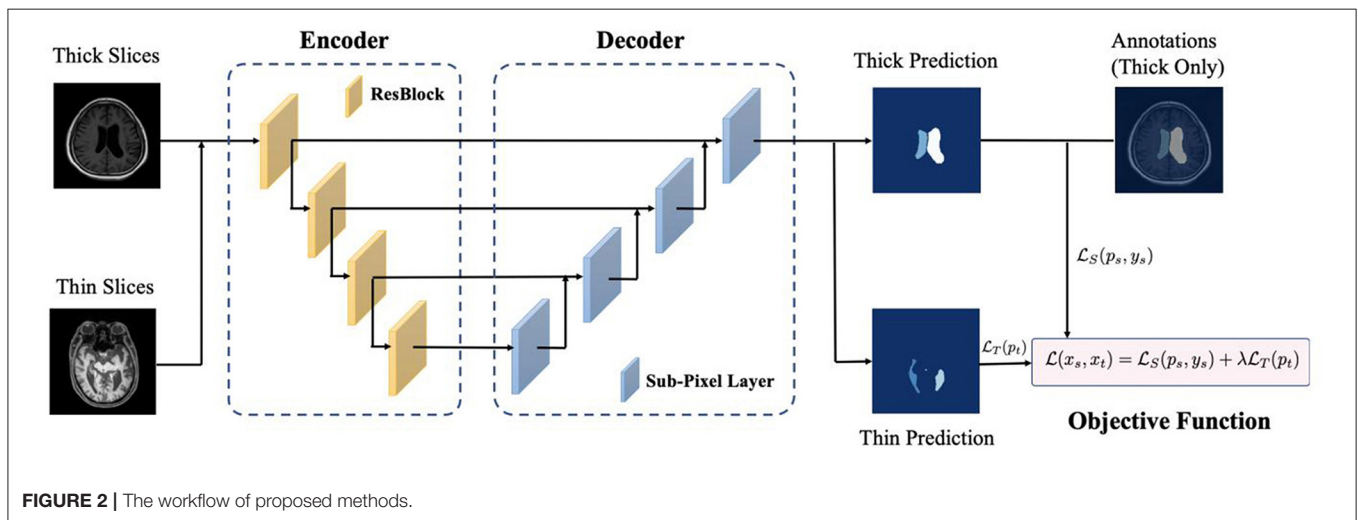 Encoder
Decoder
Thick Slices
ResBlock
Thick Prediction
Annotations
(Thick Only)
Thin Slices
Sub-Pixel Layer
Thin Prediction
ℒ_S(p_s, y_s)
ℒ_T(p_t)
ℒ(x_s, x_t) = ℒ_S(p_s, y_s) + λℒ_T(p_t)
Objective Function
FIGURE 2 | The workflow of proposed methods.